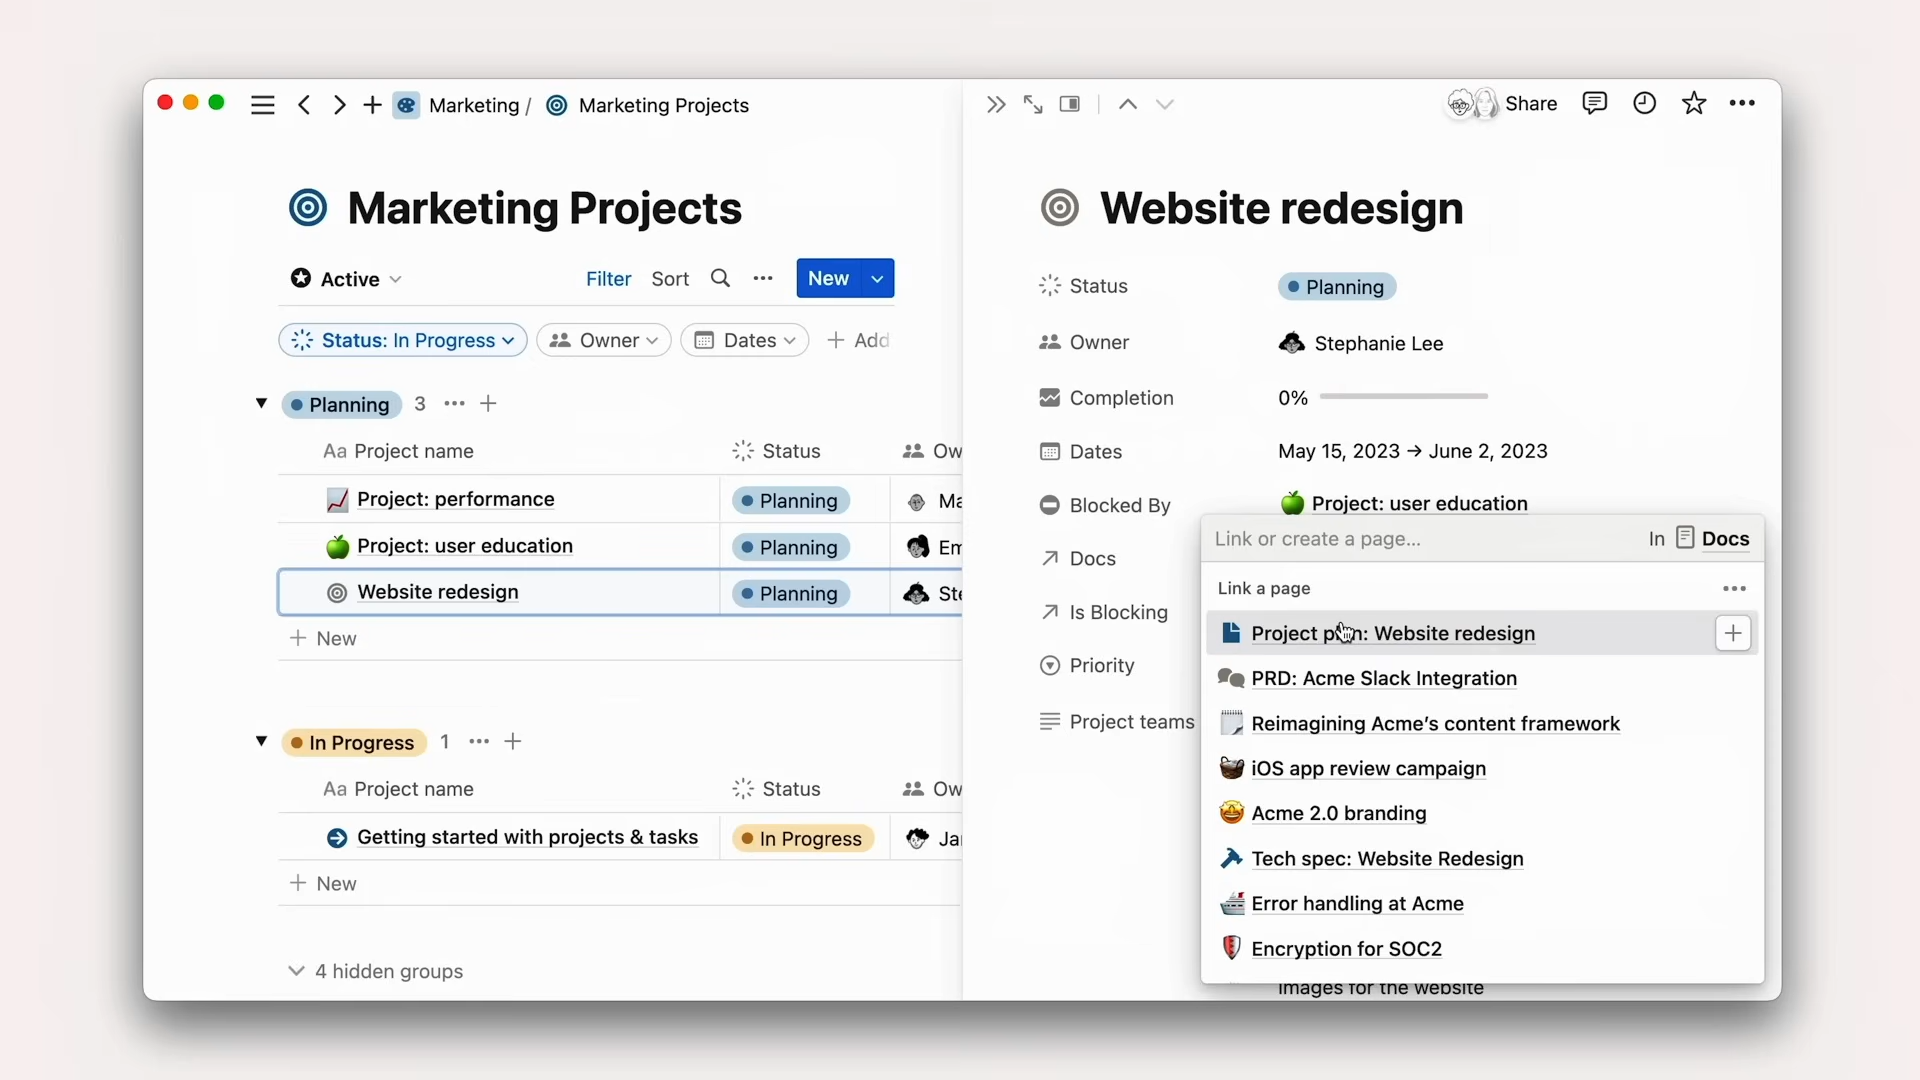 Marketing / Marketing Projects
Share
Marketing Projects
Active
Filter
Sort
New
Status: In Progress
Owner
Dates
Add
Planning 3
Aa Project name
Status
Ow
Project: performance
Planning
Ma
Project: user education
Planning
Em
Website redesign
Planning
Ste
New
In Progress 1
Aa Project name
Status
Ow
Getting started with projects & tasks
In Progress
Ja
New
4 hidden groups
Website redesign
Status
Planning
Owner
Stephanie Lee
Completion
0%
Dates
May 15, 2023 → June 2, 2023
Blocked By
Project: user education
Docs
Is Blocking
Priority
Project teams
Link or create a page...
In Docs
Link a page
Project plan: Website redesign
PRD: Acme Slack Integration
Reimagining Acme’s content framework
iOS app review campaign
Acme 2.0 branding
Tech spec: Website Redesign
Error handling at Acme
Encryption for SOC2
images for the website